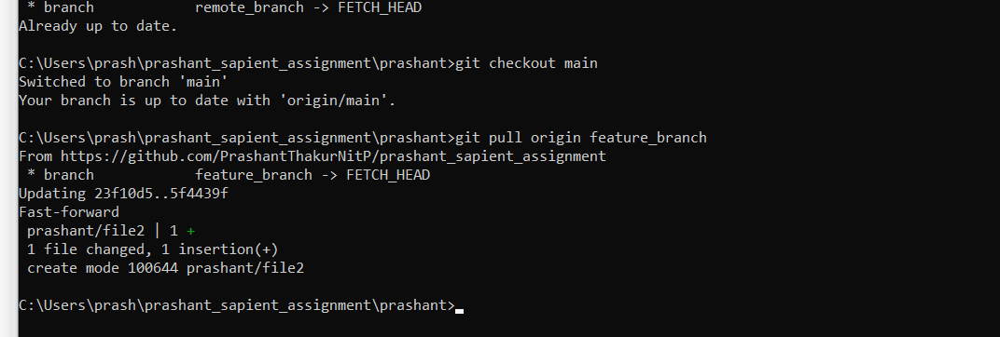 * branch            remote_branch -> FETCH_HEAD
Already up to date.
C:\Users\prash\prashant_sapient_assignment\prashant>git checkout main
Switched to branch 'main'
Your branch is up to date with 'origin/main'.
C:\Users\prash\prashant_sapient_assignment\prashant>git pull origin feature_branch
From https://github.com/PrashantThakurNitP/prashant_sapient_assignment
 * branch            feature_branch -> FETCH_HEAD
Updating 23f10d5..5f4439f
Fast-forward
 prashant/file2 | 1 +
 1 file changed, 1 insertion(+)
 create mode 100644 prashant/file2
C:\Users\prash\prashant_sapient_assignment\prashant>